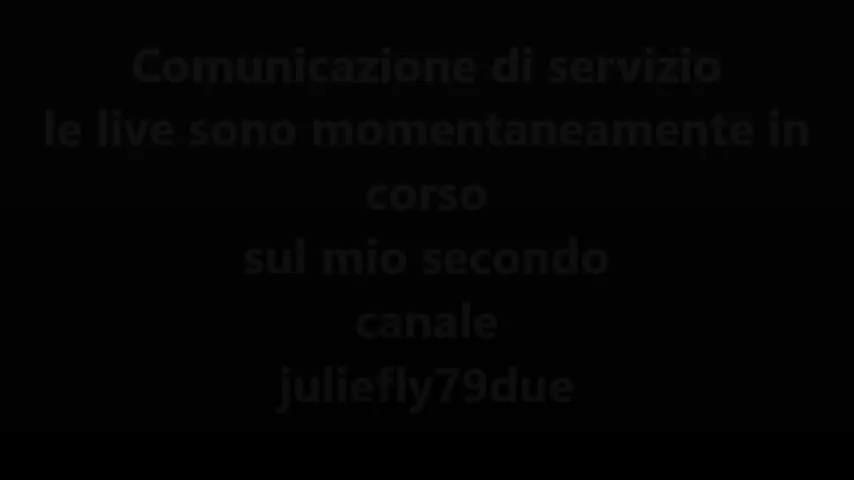 Comunicazione di servizio
le live sono momentaneamente in
corso
sul mio secondo
canale
juliefly79due